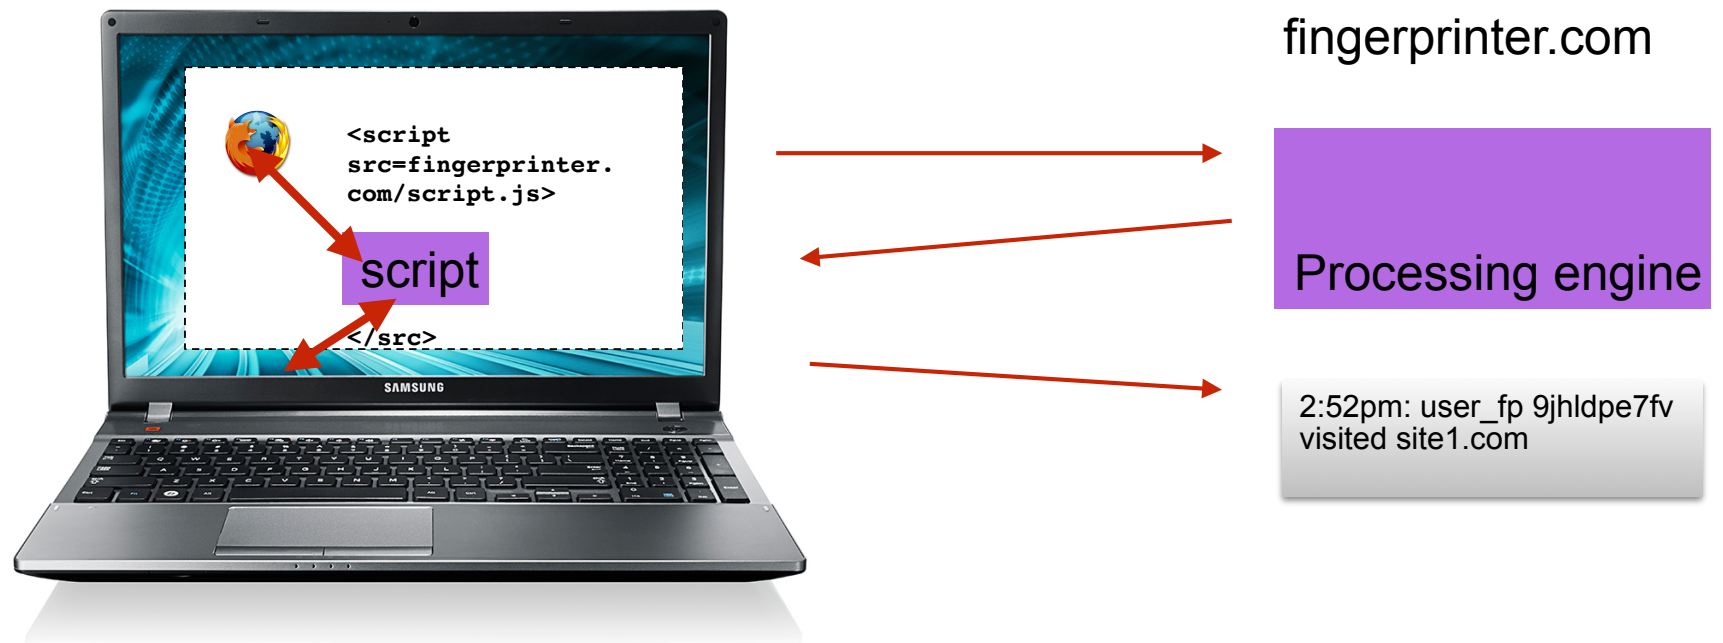 fingerprinter.com
<script
src=fingerprinter.
com/script.js>
script
</src>
SAMSUNG
Processing engine
2:52pm: user_fp 9jhldpe7fv
visited site1.com